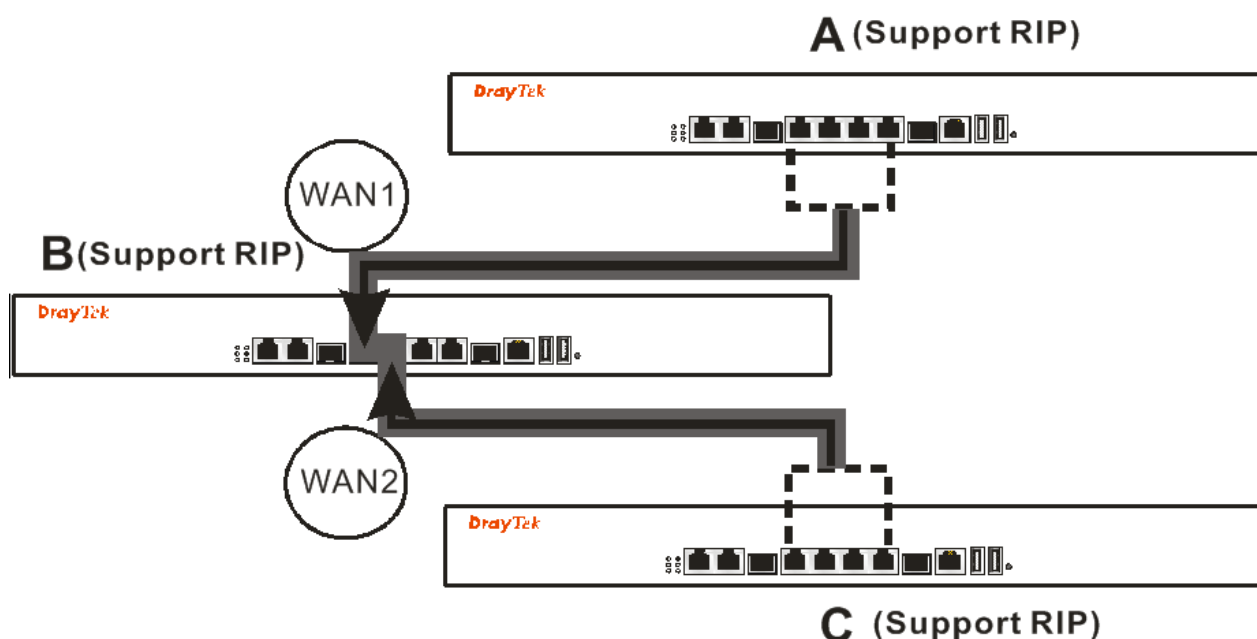 A (Support RIP)
DrayTek
WAN1
B (Support RIP)
DrayTek
WAN2
DrayTek
C (Support RIP)